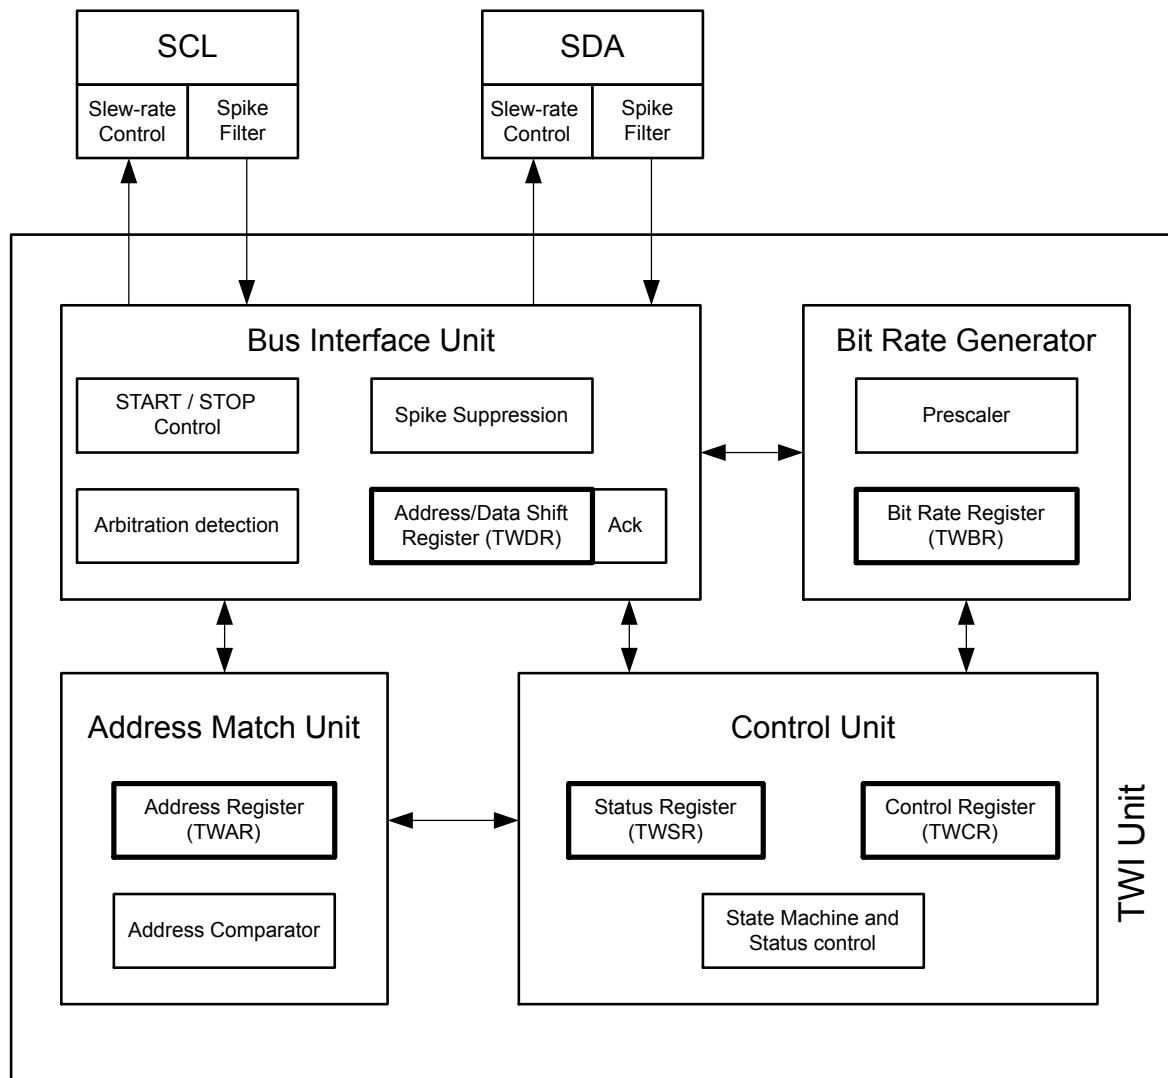 SCL
Slew-rate
Control
Spike
Filter
SDA
Slew-rate
Control
Spike
Filter
Bus Interface Unit
START / STOP
Control
Spike Suppression
Arbitration detection
Address/Data Shift
Register (TWDR)
Ack
Bit Rate Generator
Prescaler
Bit Rate Register
(TWBR)
Address Match Unit
Address Register
(TWAR)
Address Comparator
Control Unit
Status Register
(TWSR)
Control Register
(TWCR)
State Machine and
Status control
TWI Unit